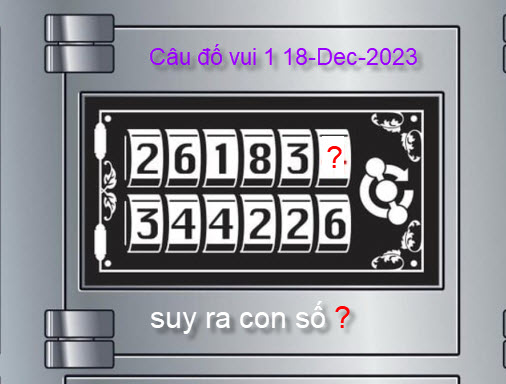 Câu đố vui 1 18-Dec-2023
26183?
344226
suy ra con số ?